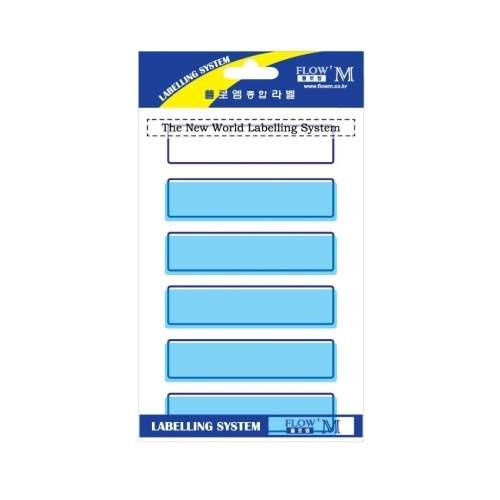 LABELLING SYSTEM
FLOW'M
플로엠
www.flowm.co.kr
플로엠종합라벨
The New World Labelling System
LABELLING SYSTEM
FLOW'M
플로엠